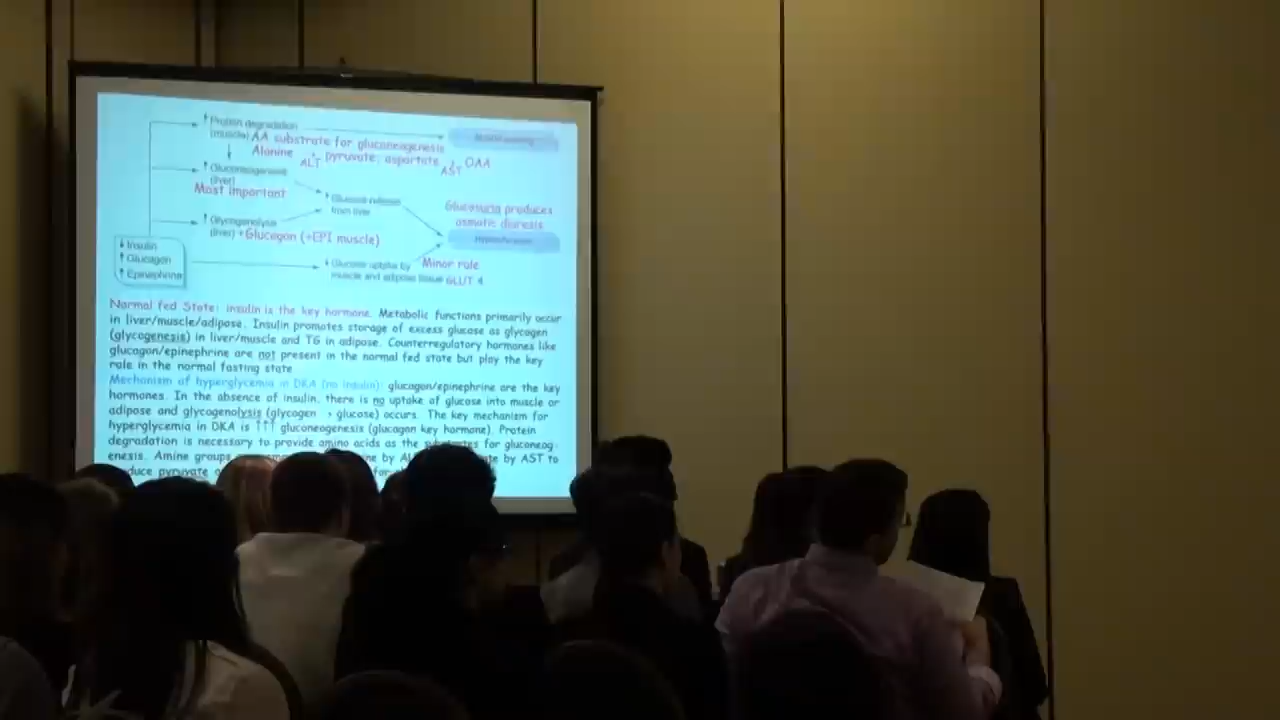 ↑ Protein degradation
(muscle) AA substrate for gluconeogenesis
Alanine → pyruvate; aspartate → OAA
ALT AST
↑ Gluconeogenesis
(liver)
Most important
↑ Glucose release
from liver
Glucosuria produces
osmotic diuresis
↑ Glycogenolysis
(liver) +Glucagon (+EPI muscle)
↓ Insulin
↑ Glucagon
↑ Epinephrine
↓ Glucose uptake by Minor role
muscle and adipose tissue GLUT 4
Normal fed State: insulin is the key hormone. Metabolic functions primarily occur
in liver/muscle/adipose. Insulin promotes storage of excess glucose as glycogen
(glycogenesis) in liver/muscle and TG in adipose. Counterregulatory hormones like
glucagon/epinephrine are not present in the normal fed state but play the key
role in the normal fasting state
Mechanism of hyperglycemia in DKA (no insulin): glucagon/epinephrine are the key
hormones. In the absence of insulin, there is no uptake of glucose into muscle or
adipose and glycogenolysis (glycogen → glucose) occurs. The key mechanism for
hyperglycemia in DKA is ↑↑↑ gluconeogenesis (glucagon key hormone). Protein
degradation is necessary to provide amino acids as the substrates for gluconeog-
enesis. Amine groups by AST to
pyruvate